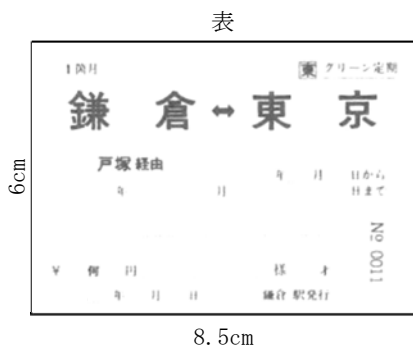 表
1箇月 東 グリーン定期
鎌倉↔東京
戸塚 経由
年 月 日から
年 月 日まで
6cm
№ 0011
¥ 何 円 様 才
年 月 日 鎌倉 駅発行
8.5cm